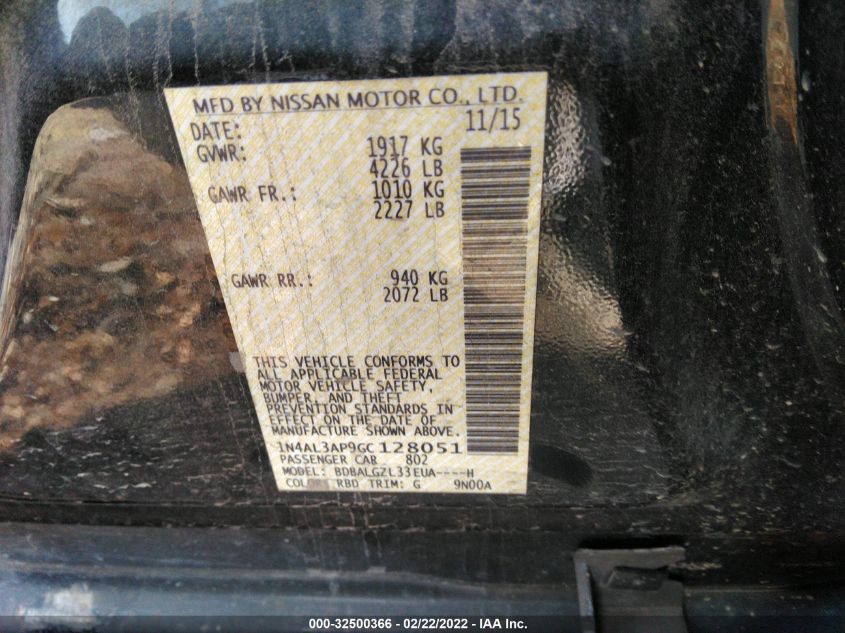 MFD BY NISSAN MOTOR CO., LTD.
DATE: 11/15
GVWR: 1917 KG
4226 LB
GAWR FR.: 1010 KG
2227 LB
GAWR RR.: 940 KG
2072 LB
THIS VEHICLE CONFORMS TO
ALL APPLICABLE FEDERAL
MOTOR VEHICLE SAFETY,
BUMPER, AND THEFT
PREVENTION STANDARDS IN
EFFECT ON THE DATE OF
MANUFACTURE SHOWN ABOVE.
1N4AL3AP9GC128051
PASSENGER CAR 802
MODEL: BDBALGZL33EUA----H
RBD TRIM: G 9N00A
000-32500366 - 02/22/2022 - IAA Inc.